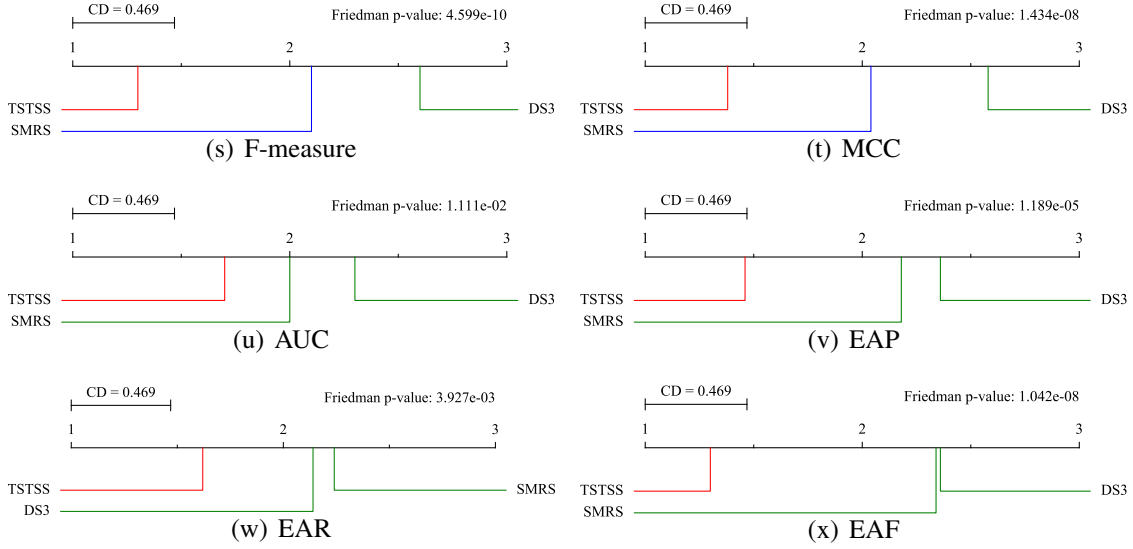 CD = 0.469
Friedman p-value: 4.599e-10
1 2 3
TSTSS
DS3
SMRS
(s) F-measure
CD = 0.469
Friedman p-value: 1.434e-08
1 2 3
TSTSS
DS3
SMRS
(t) MCC
CD = 0.469
Friedman p-value: 1.111e-02
1 2 3
TSTSS
DS3
SMRS
(u) AUC
CD = 0.469
Friedman p-value: 1.189e-05
1 2 3
TSTSS
DS3
SMRS
(v) EAP
CD = 0.469
Friedman p-value: 3.927e-03
1 2 3
TSTSS
SMRS
DS3
(w) EAR
CD = 0.469
Friedman p-value: 1.042e-08
1 2 3
TSTSS
DS3
SMRS
(x) EAF